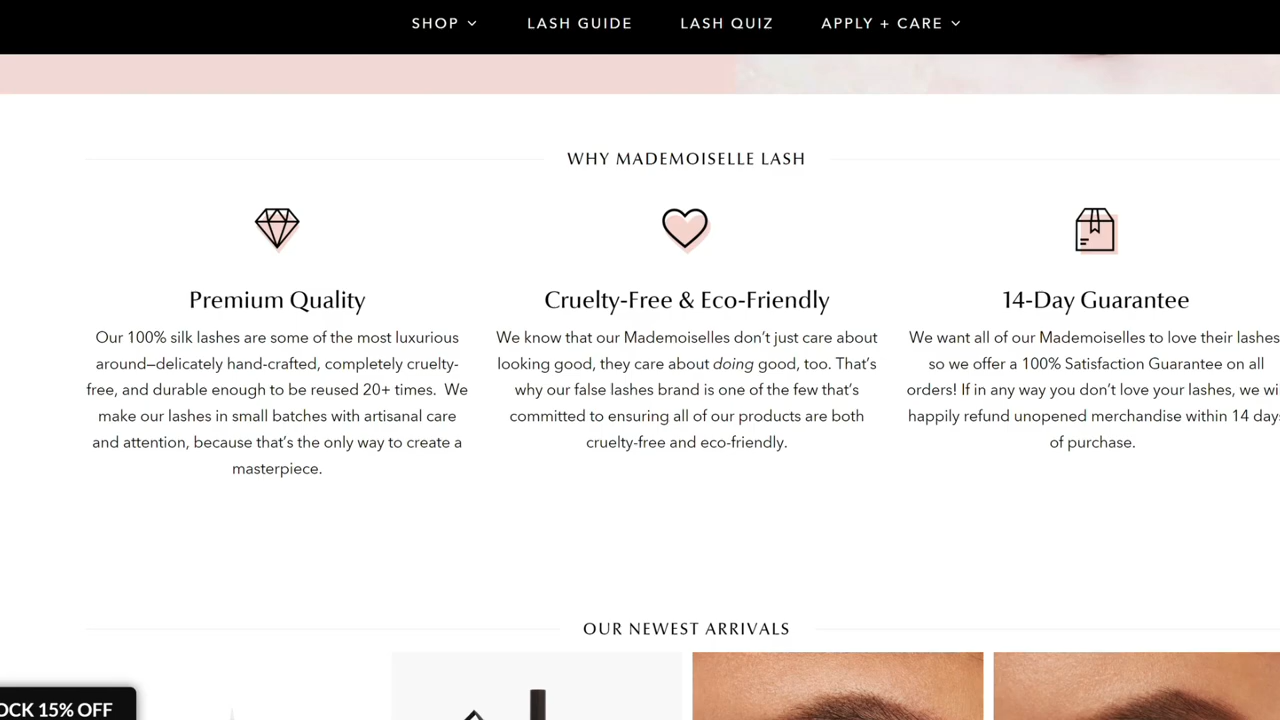 SHOP
LASH GUIDE
LASH QUIZ
APPLY + CARE
WHY MADEMOISELLE LASH
Premium Quality
Our 100% silk lashes are some of the most luxurious
around—delicately hand-crafted, completely cruelty-
free, and durable enough to be reused 20+ times. We
make our lashes in small batches with artisanal care
and attention, because that's the only way to create a
masterpiece.
Cruelty-Free & Eco-Friendly
We know that our Mademoiselles don't just care about
looking good, they care about doing good, too. That's
why our false lashes brand is one of the few that's
committed to ensuring all of our products are both
cruelty-free and eco-friendly.
14-Day Guarantee
We want all of our Mademoiselles to love their lashes
so we offer a 100% Satisfaction Guarantee on all
orders! If in any way you don't love your lashes, we wi
happily refund unopened merchandise within 14 day
of purchase.
OUR NEWEST ARRIVALS
OCK 15% OFF